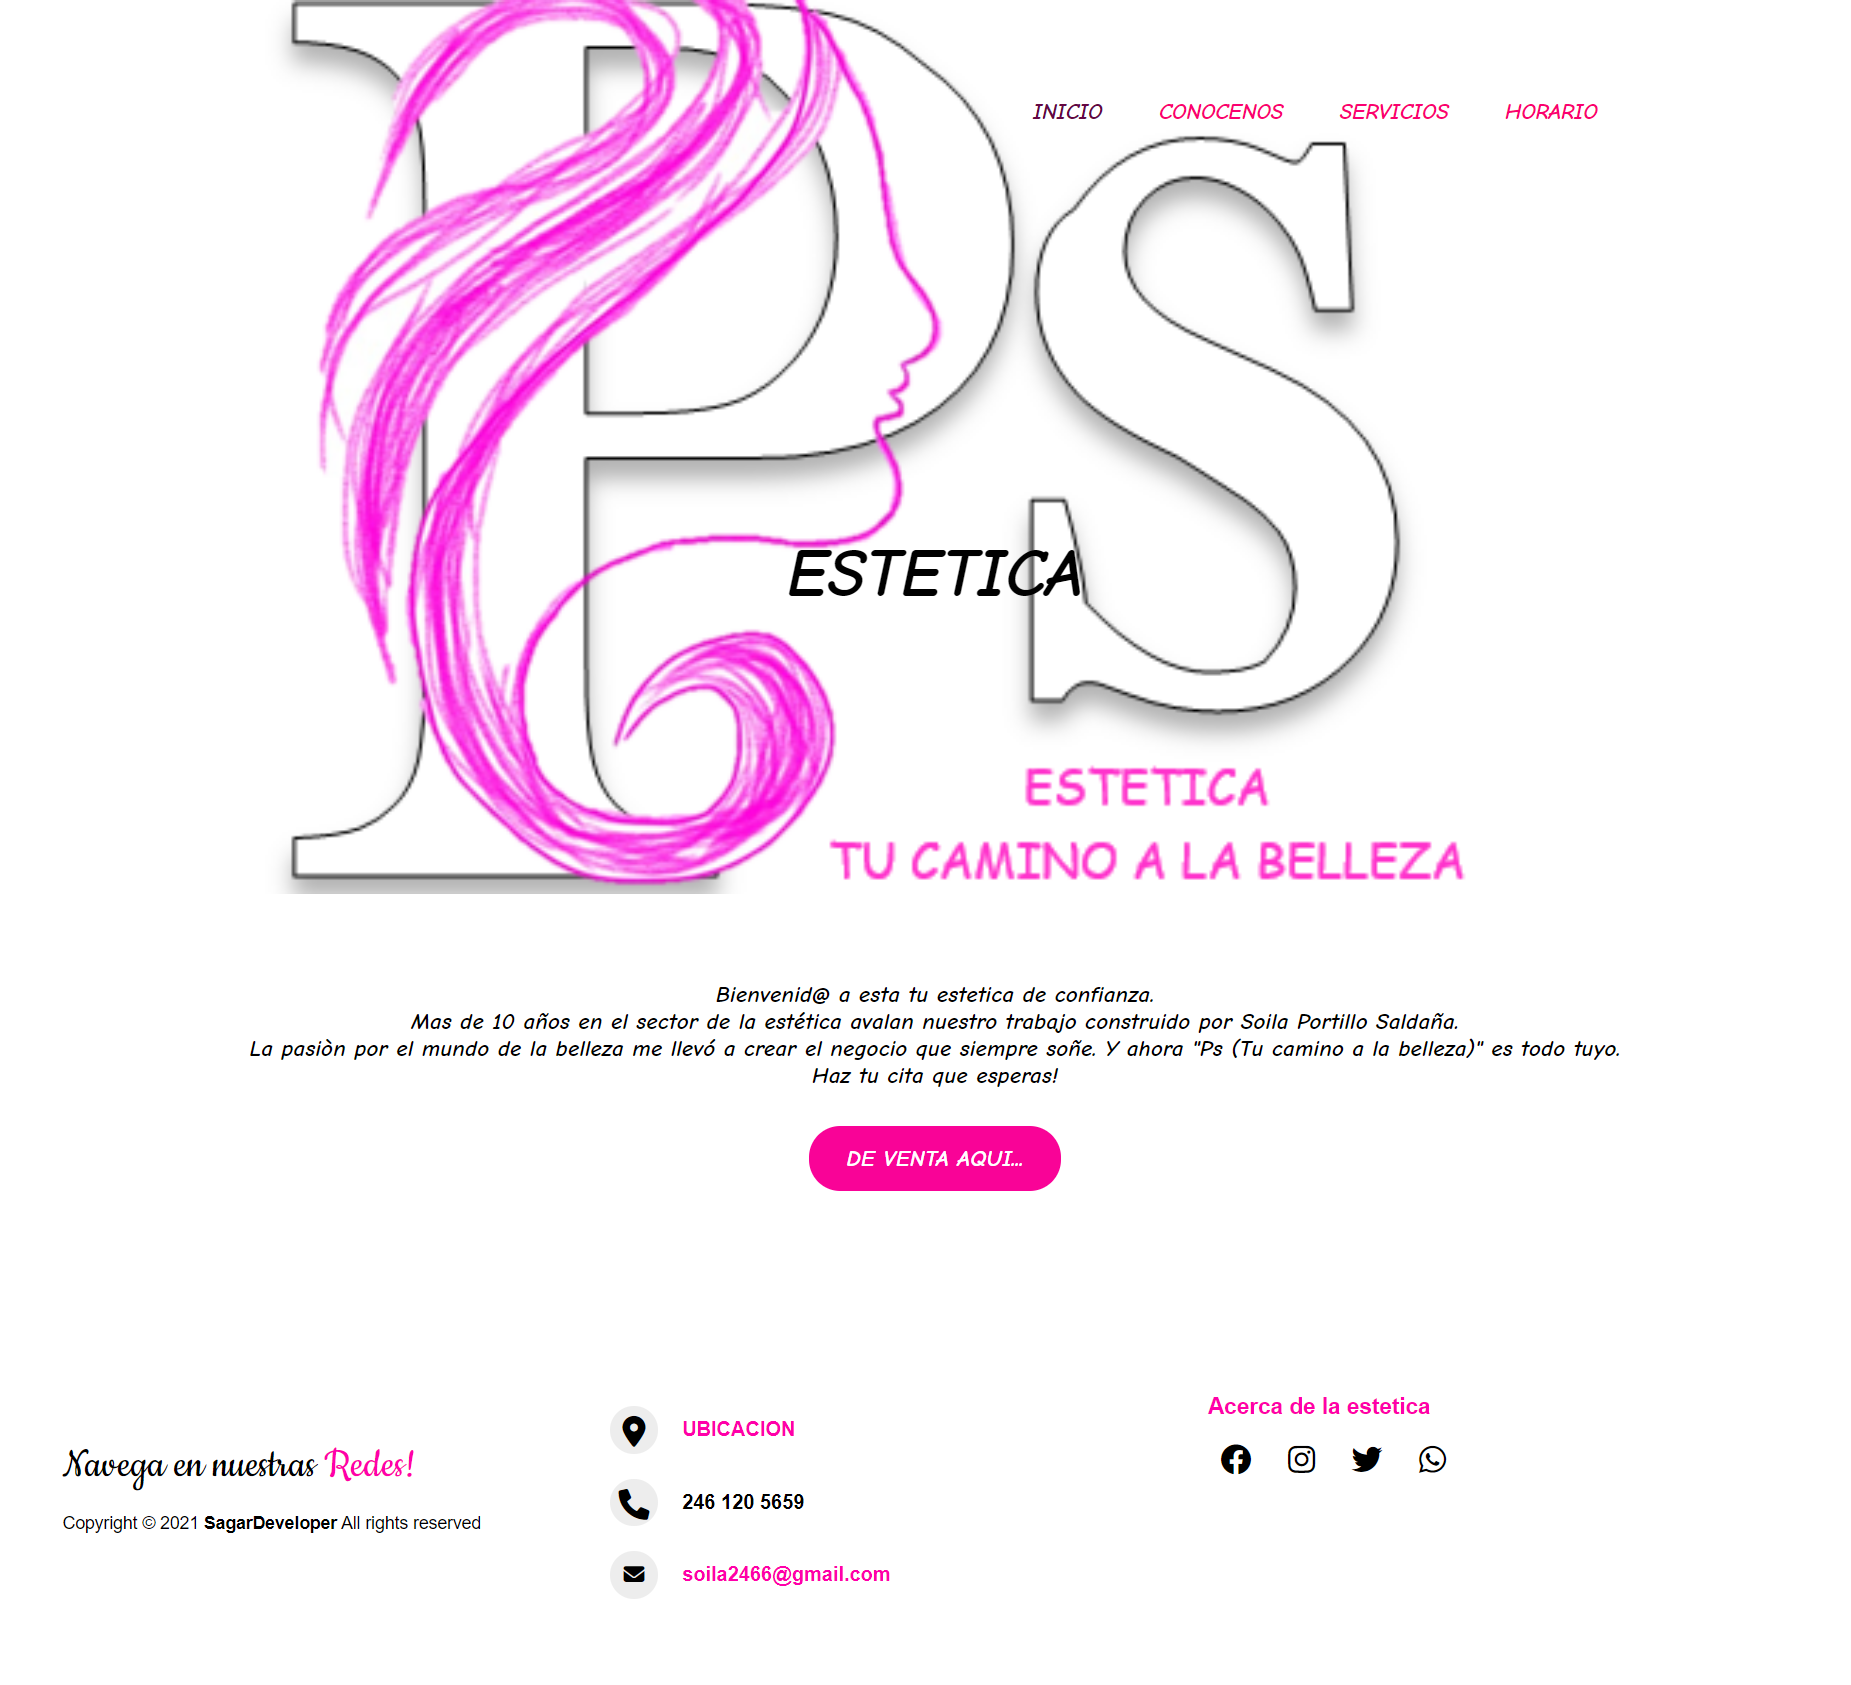 INICIO CONOCENOS SERVICIOS HORARIO
Ps
ESTETICA
ESTETICA
TU CAMINO A LA BELLEZA
Bienvenid@ a esta tu estetica de confianza.
Mas de 10 años en el sector de la estética avalan nuestro trabajo construido por Soila Portillo Saldaña.
La pasiòn por el mundo de la belleza me llevó a crear el negocio que siempre soñe. Y ahora "Ps (Tu camino a la belleza)" es todo tuyo.
Haz tu cita que esperas!
DE VENTA AQUI...
Navega en nuestras Redes!
Copyright © 2021 SagarDeveloper All rights reserved
UBICACION
246 120 5659
soila2466@gmail.com
Acerca de la estetica